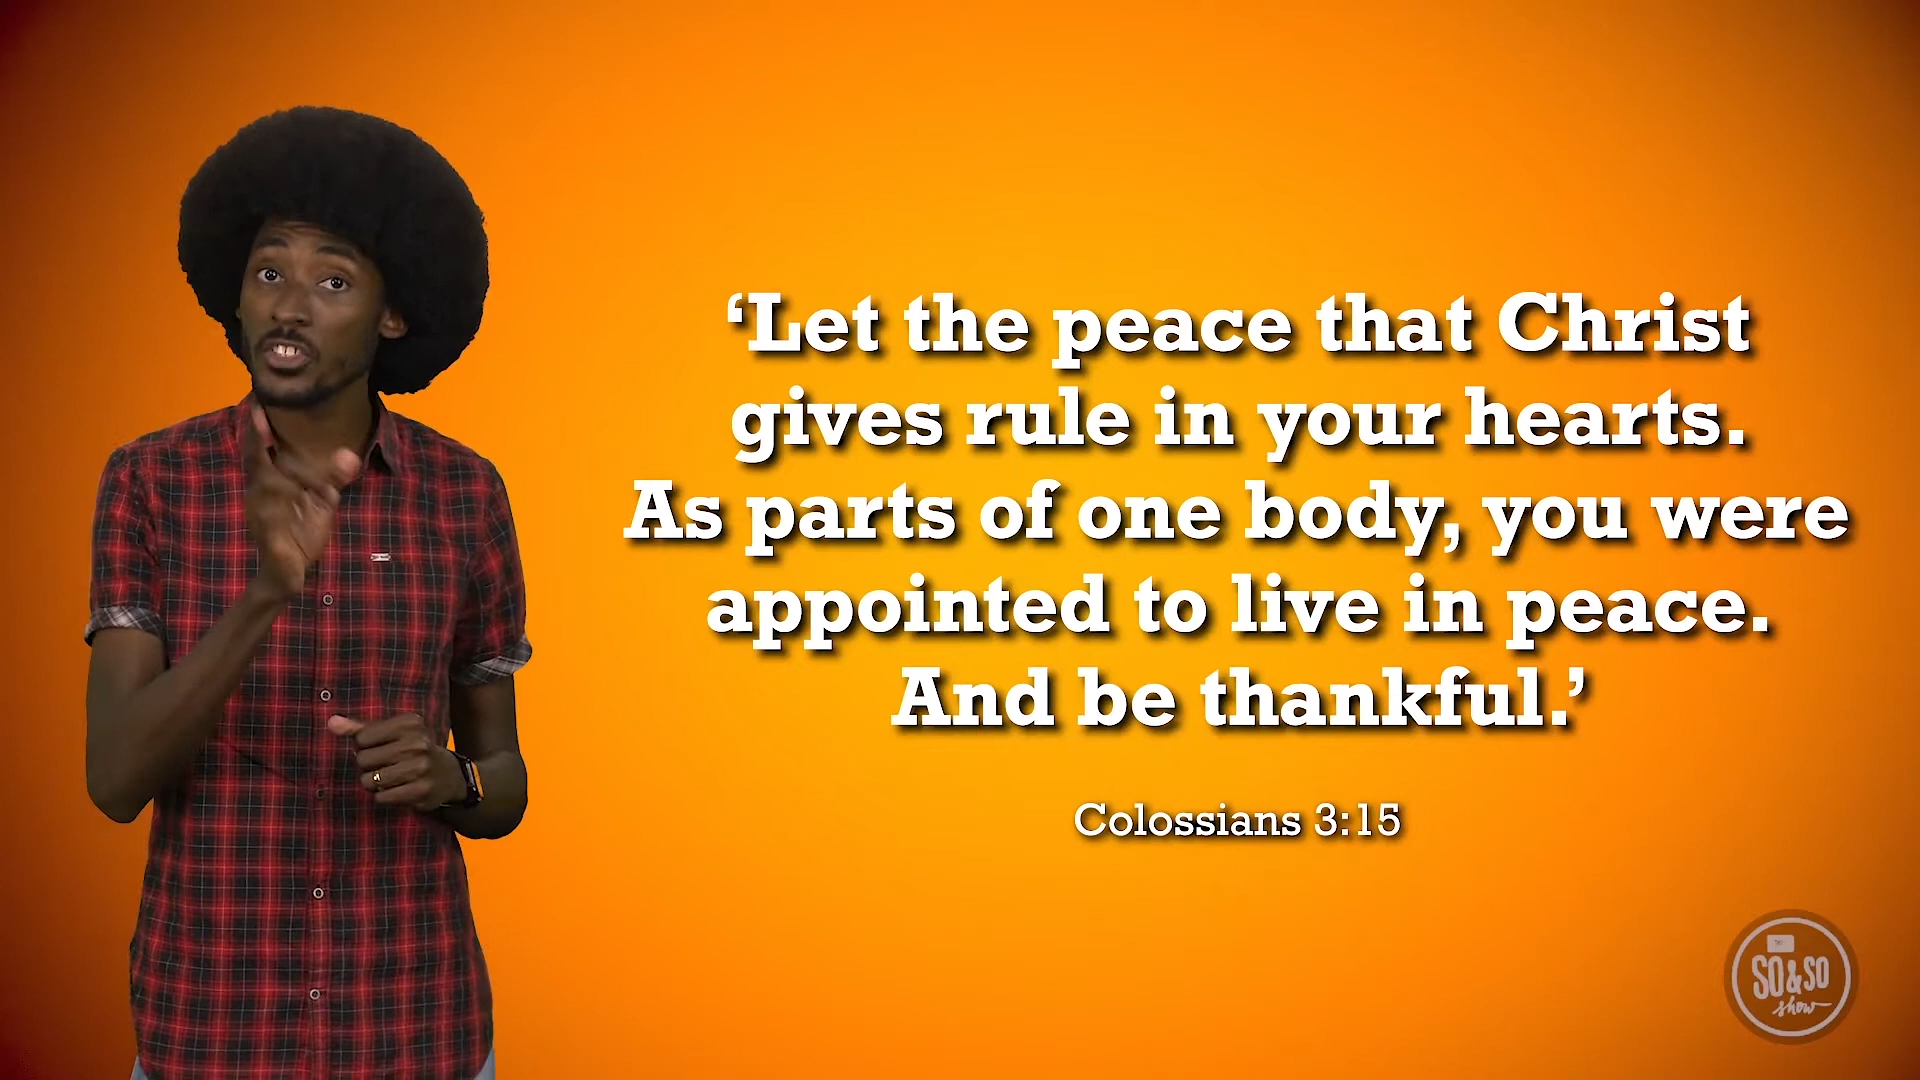 ‘Let the peace that Christ
gives rule in your hearts.
As parts of one body, you were
appointed to live in peace.
And be thankful.’
Colossians 3:15
SO & SO
show